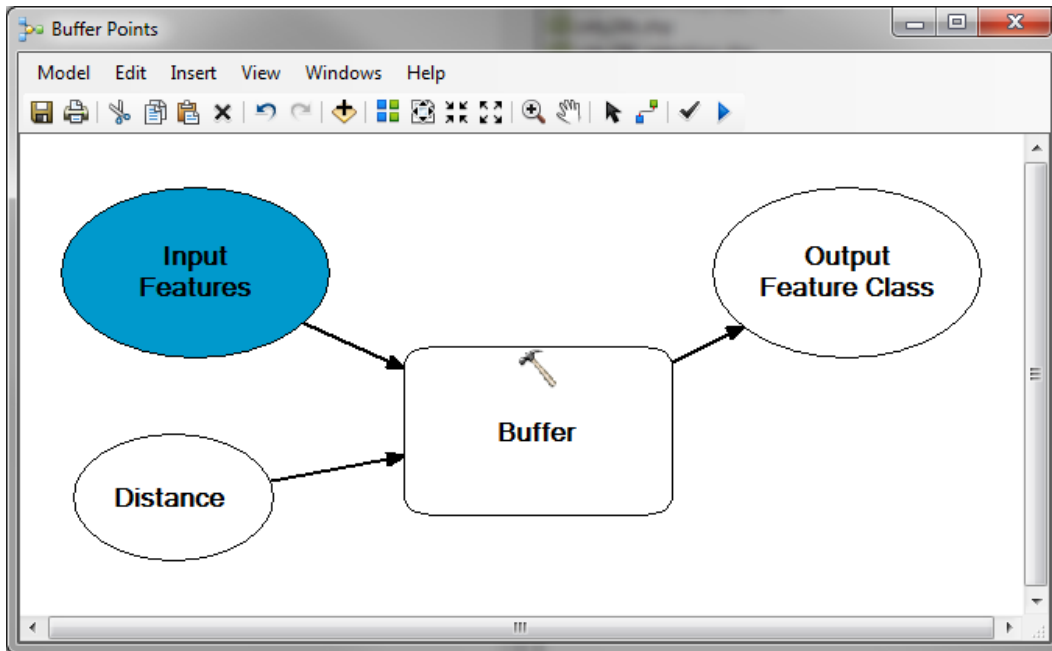 Buffer Points
Model Edit Insert View Windows Help
Input
Features
Output
Feature Class
Buffer
Distance